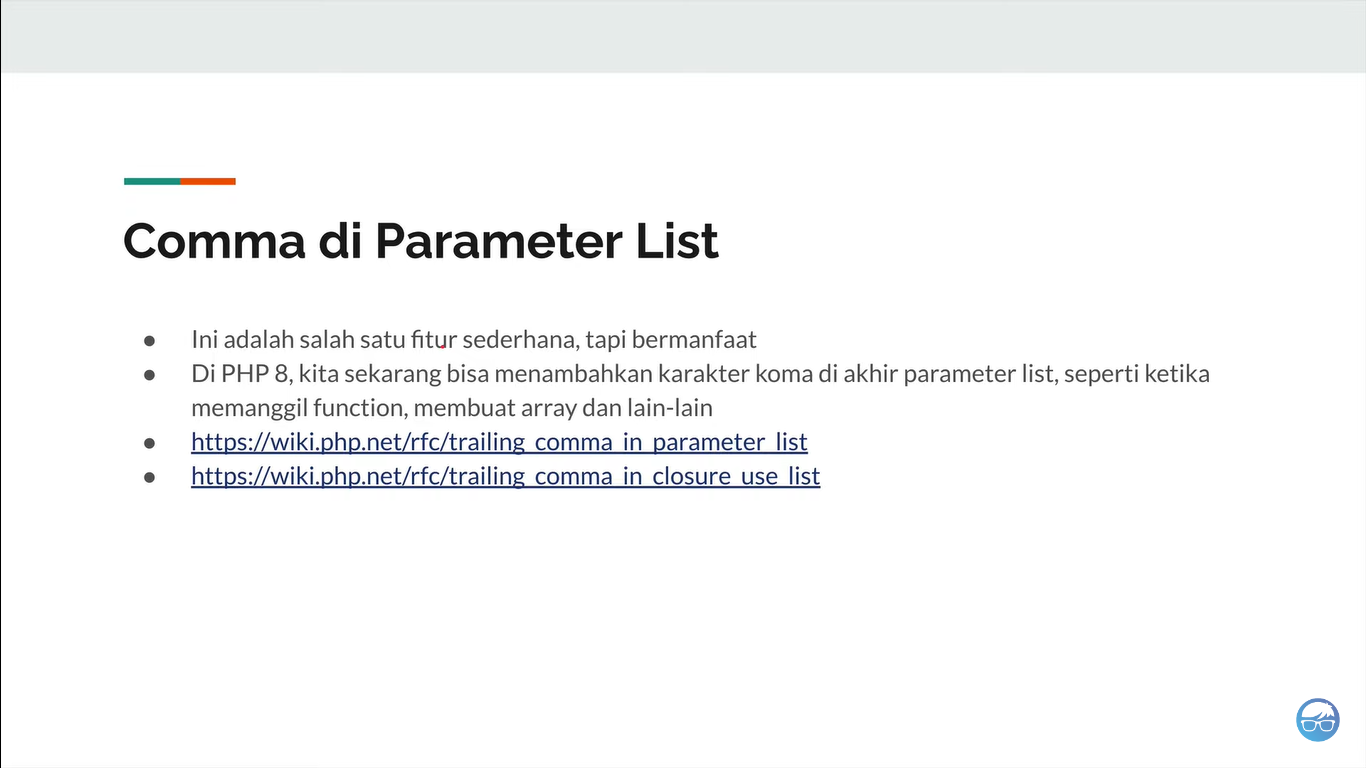 Comma di Parameter List
● Ini adalah salah satu fitur sederhana, tapi bermanfaat
● Di PHP 8, kita sekarang bisa menambahkan karakter koma di akhir parameter list, seperti ketika
memanggil function, membuat array dan lain-lain
● https://wiki.php.net/rfc/trailing_comma_in_parameter_list
● https://wiki.php.net/rfc/trailing_comma_in_closure_use_list